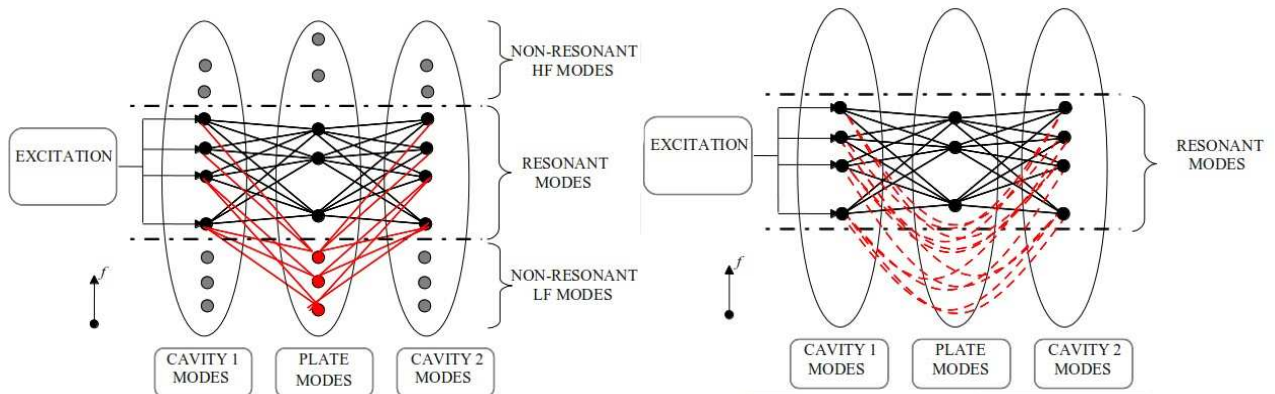 NON-RESONANT
HF MODES
EXCITATION
RESONANT
MODES
f
NON-RESONANT
LF MODES
CAVITY 1
MODES
PLATE
MODES
CAVITY 2
MODES
EXCITATION
RESONANT
MODES
f
CAVITY 1
MODES
PLATE
MODES
CAVITY 2
MODES